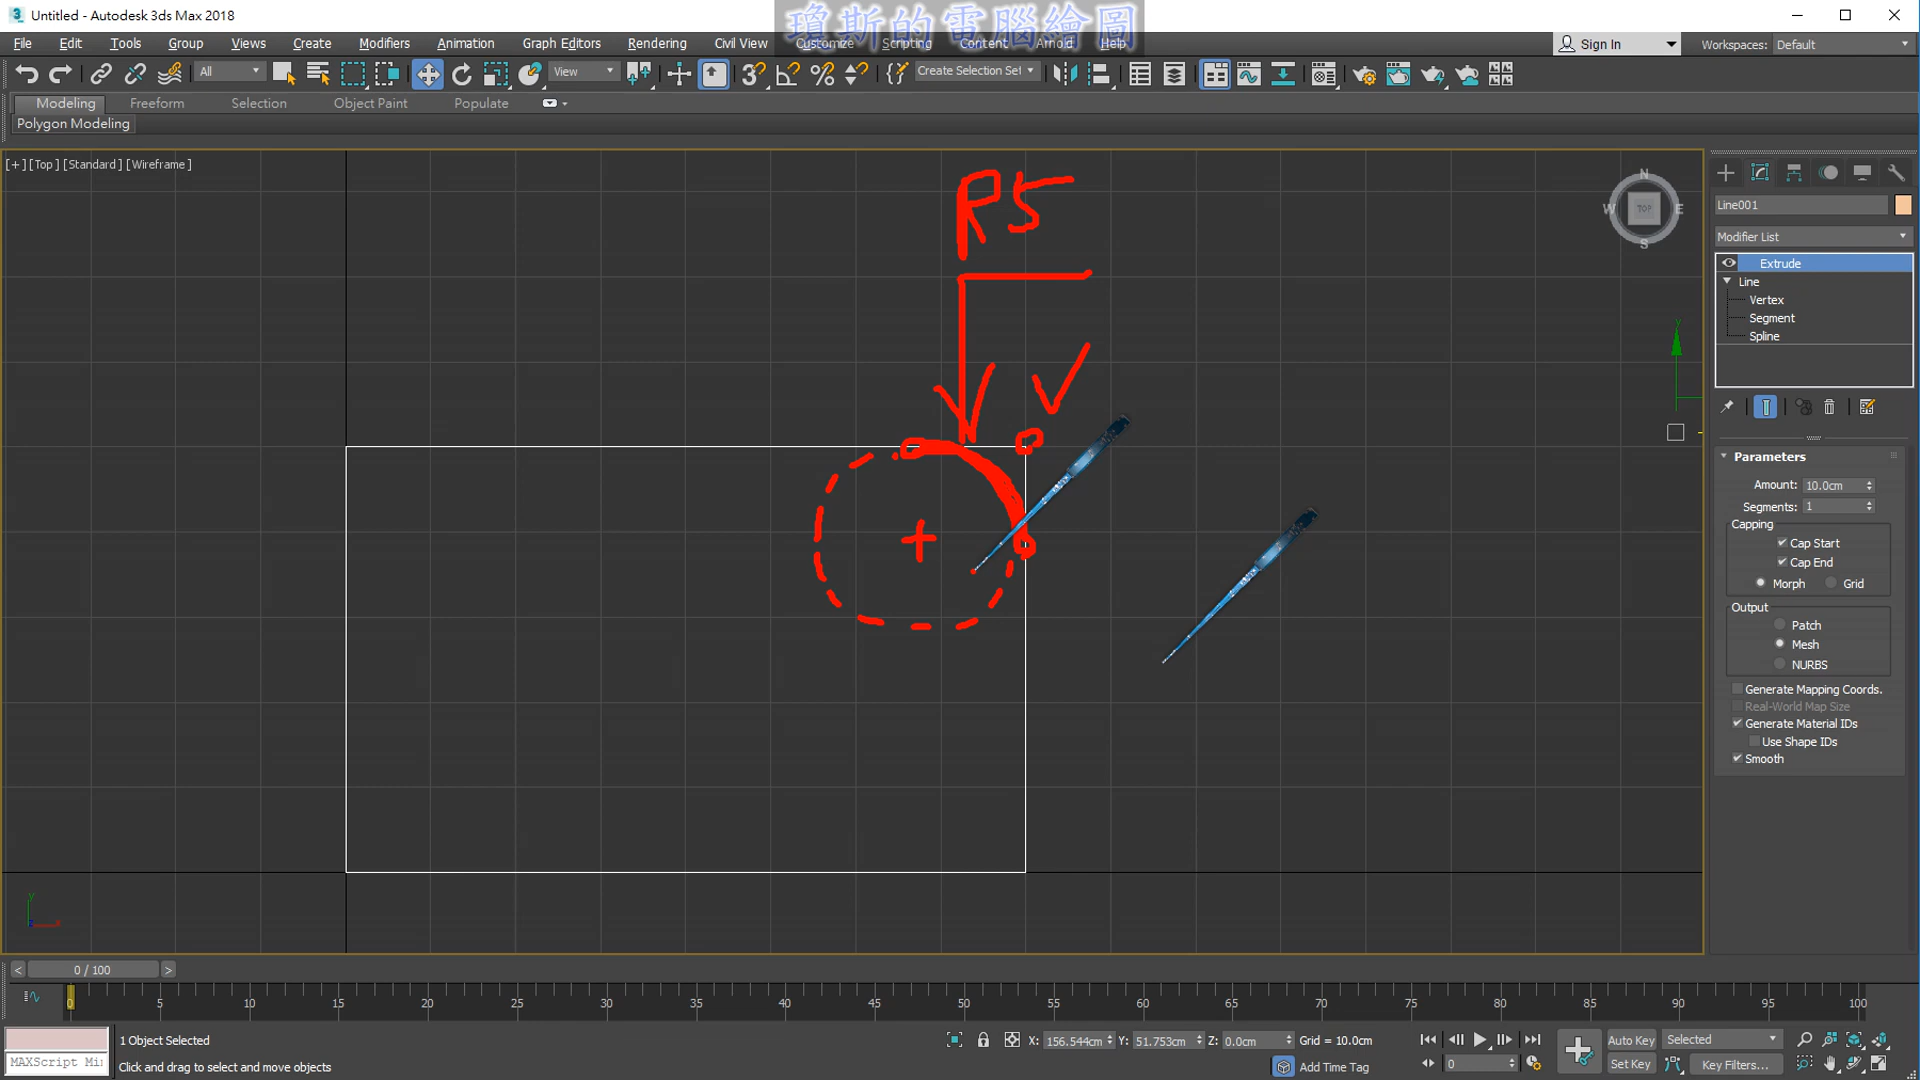 Untitled - Autodesk 3ds Max 2018
瓊斯的電腦繪圖
File Edit Tools Group Views Create Modifiers Animation Graph Editors Rendering Civil View Customize Scripting Content Arnold Help
Sign In
Workspaces: Default
All
View
Create Selection Set
Modeling Freeform Selection Object Paint Populate
Polygon Modeling
[+] [Top] [Standard] [Wireframe]
R5
N
W TOP E
S
Line001
Modifier List
Extrude
Line
Vertex
Segment
Spline
y
Parameters
Amount: 10.0cm
Segments: 1
Capping
Cap Start
Cap End
Morph Grid
Output
Patch
Mesh
NURBS
Generate Mapping Coords.
Real-World Map Size
Generate Material IDs
Use Shape IDs
Smooth
< 0 / 100 >
0 5 10 15 20 25 30 35 40 45 50 55 60 65 70 75 80 85 90 95 100
1 Object Selected
X: 156.544cm Y: 51.753cm Z: 0.0cm Grid = 10.0cm
Auto Key Selected
MAXScript Mi
Click and drag to select and move objects
Add Time Tag
0
Set Key Key Filters...